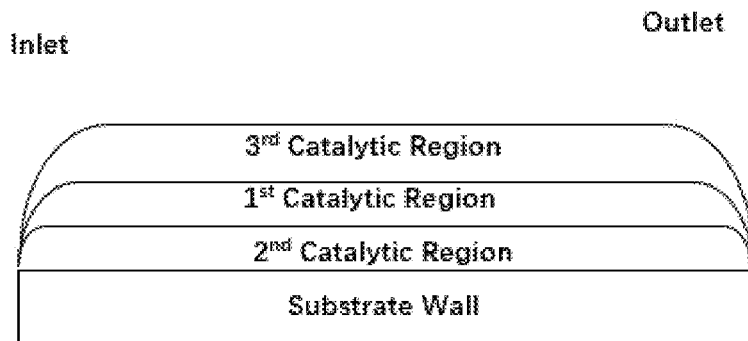 Outlet
Inlet
3rd Catalytic Region
1st Catalytic Region
2nd Catalytic Region
Substrate Wall